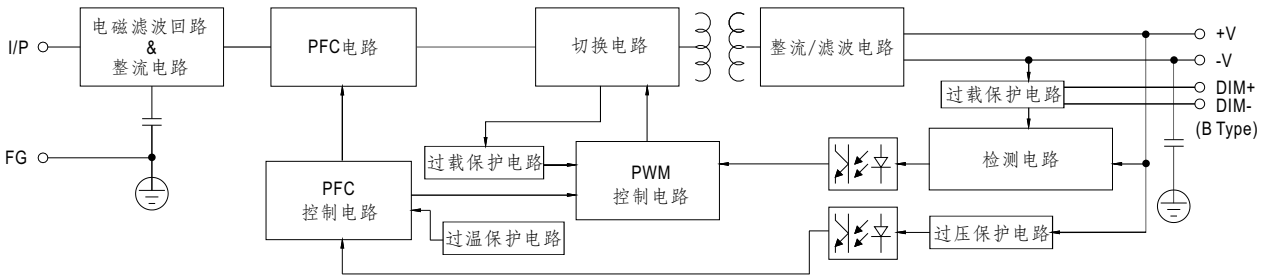 电磁滤波回路
&
整流电路
I/P
PFC电路
切换电路
整流/滤波电路
+V
-V
过载保护电路
DIM+
DIM-
(B Type)
FG
过载保护电路
PFC
控制电路
PWM
控制电路
检测电路
过温保护电路
过压保护电路